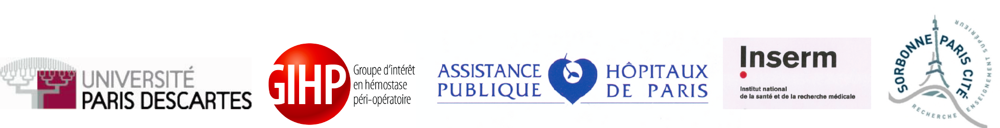 UNIVERSITÉ
PARIS DESCARTES
GIHP
Groupe d'intérêt
en hémostase
péri-opératoire
ASSISTANCE
PUBLIQUE
HÔPITAUX
DE PARIS
Inserm
Institut national
de la santé et de la recherche médicale
SORBONNE PARIS CITÉ
RECHERCHE ENSEIGNEMENT SUPÉRIEUR